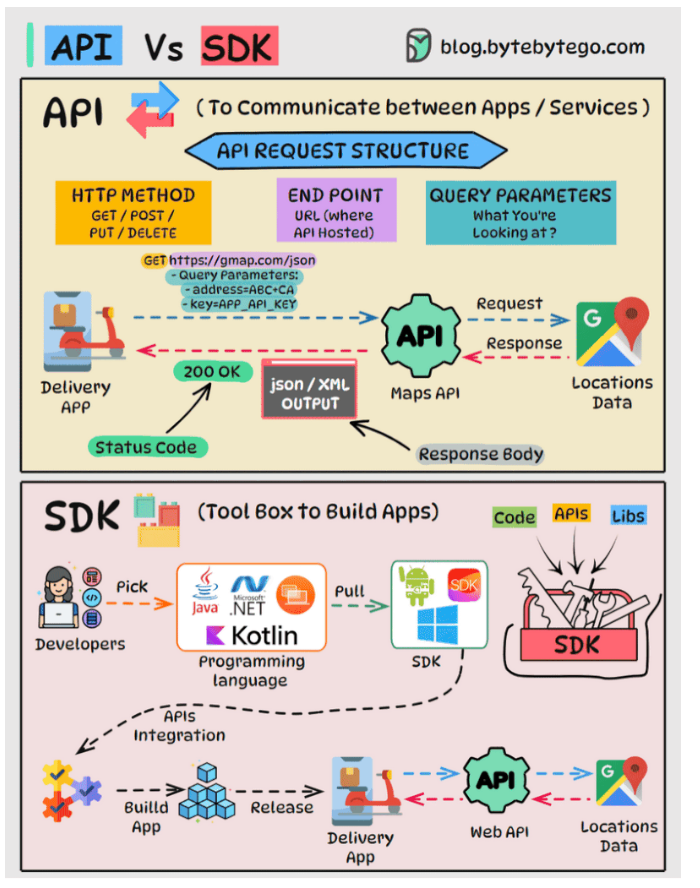 API Vs SDK
blog.bytebytego.com
API
(To Communicate between Apps / Services)
API REQUEST STRUCTURE
HTTP METHOD
GET / POST /
PUT / DELETE
END POINT
URL (where
API Hosted)
QUERY PARAMETERS
What You're
Looking at?
GET https://gmap.com/json
- Query Parameters:
- address=ABC+CA
- key=APP_API_KEY
Delivery
APP
API
Maps API
Request
Response
G
Locations
Data
200 OK
json / XML
OUTPUT
Status Code
Response Body
SDK
(Tool Box to Build Apps)
Code
APIs
Libs
SDK
Developers
Pick
Java
Microsoft
.NET
Kotlin
Programming
language
Pull
SDK
SDK
APIs
Integration
Builld
App
Release
Delivery
App
API
Web API
G
Locations
Data